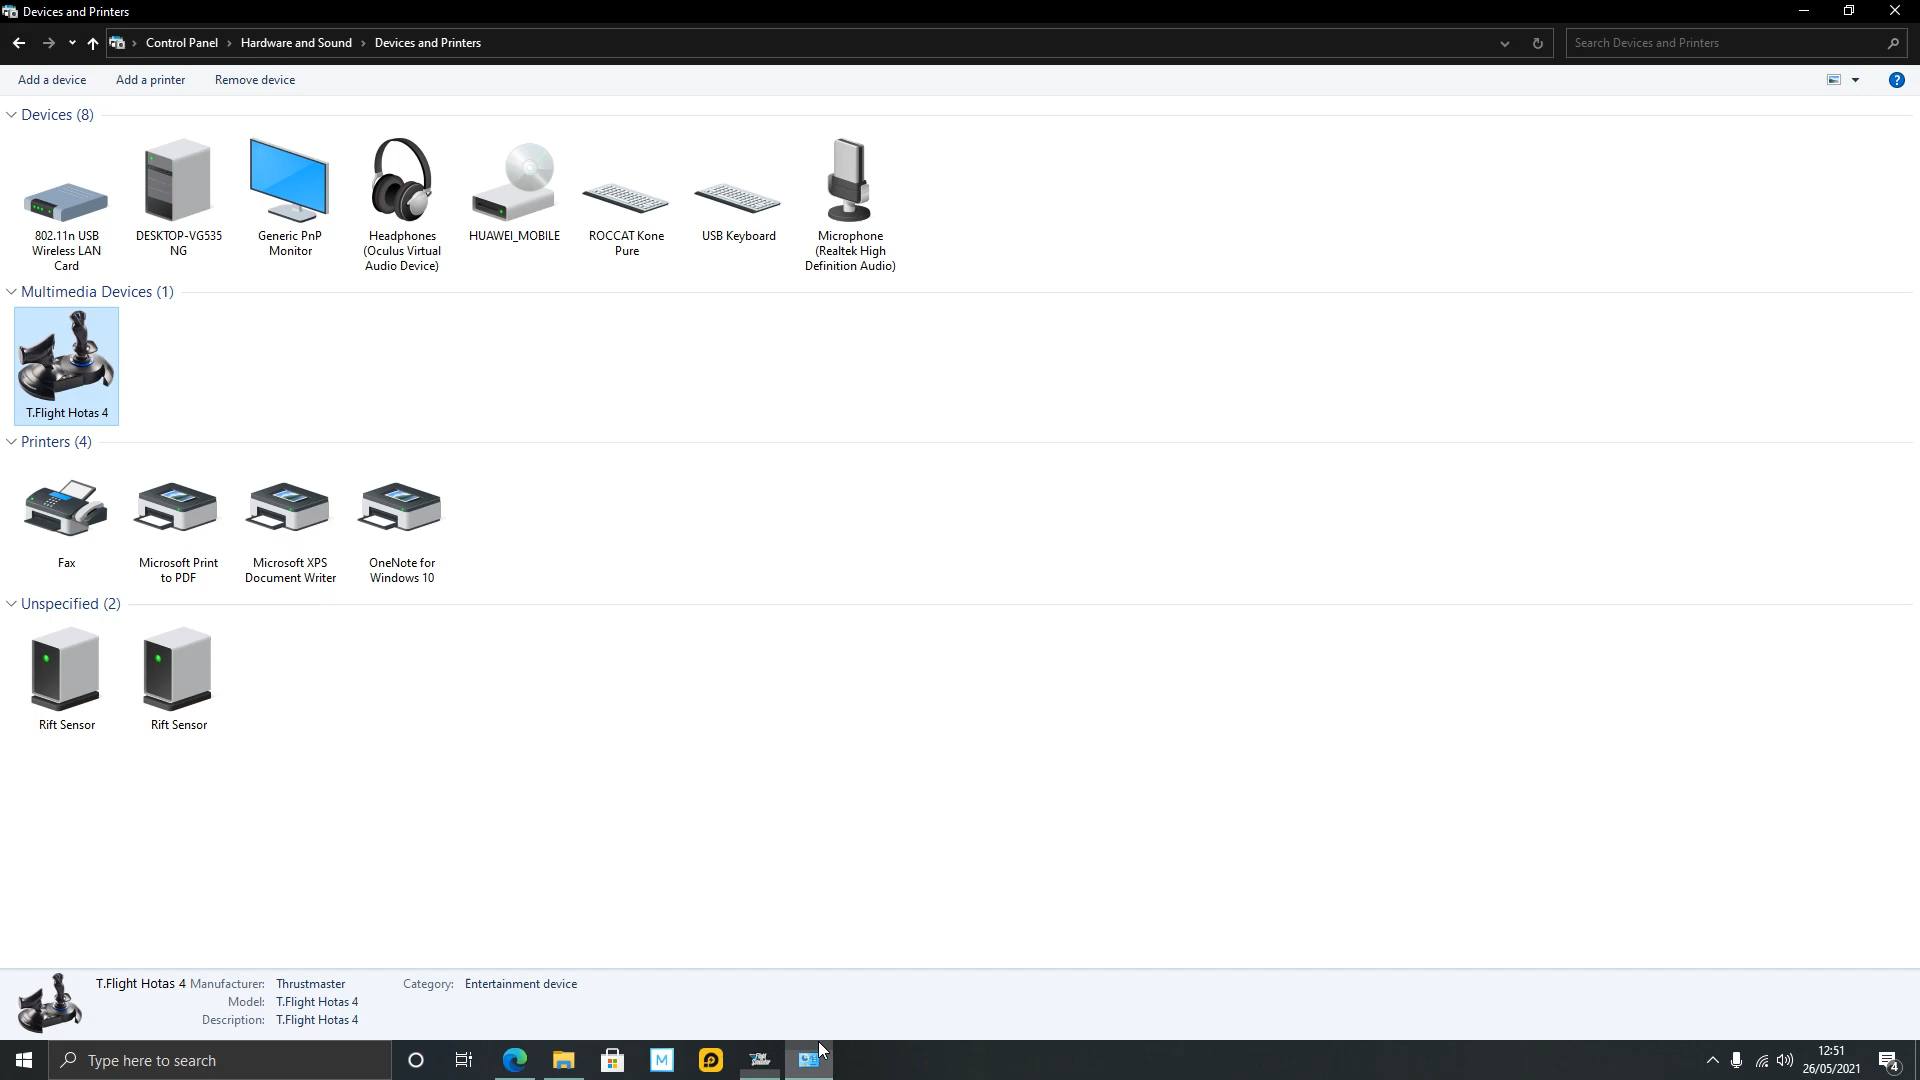 Devices and Printers
Control Panel > Hardware and Sound > Devices and Printers
Search Devices and Printers
Add a device Add a printer Remove device
?
Devices (8)
802.11n USB
Wireless LAN
Card
DESKTOP-VG535
NG
Generic PnP
Monitor
Headphones
(Oculus Virtual
Audio Device)
HUAWEI_MOBILE
ROCCAT Kone
Pure
USB Keyboard
Microphone
(Realtek High
Definition Audio)
Multimedia Devices (1)
T.Flight Hotas 4
Printers (4)
Fax
Microsoft Print
to PDF
Microsoft XPS
Document Writer
OneNote for
Windows 10
Unspecified (2)
Rift Sensor
Rift Sensor
T.Flight Hotas 4 Manufacturer: Thrustmaster Category: Entertainment device
Model: T.Flight Hotas 4
Description: T.Flight Hotas 4
Type here to search
M
12:51
26/05/2021
4